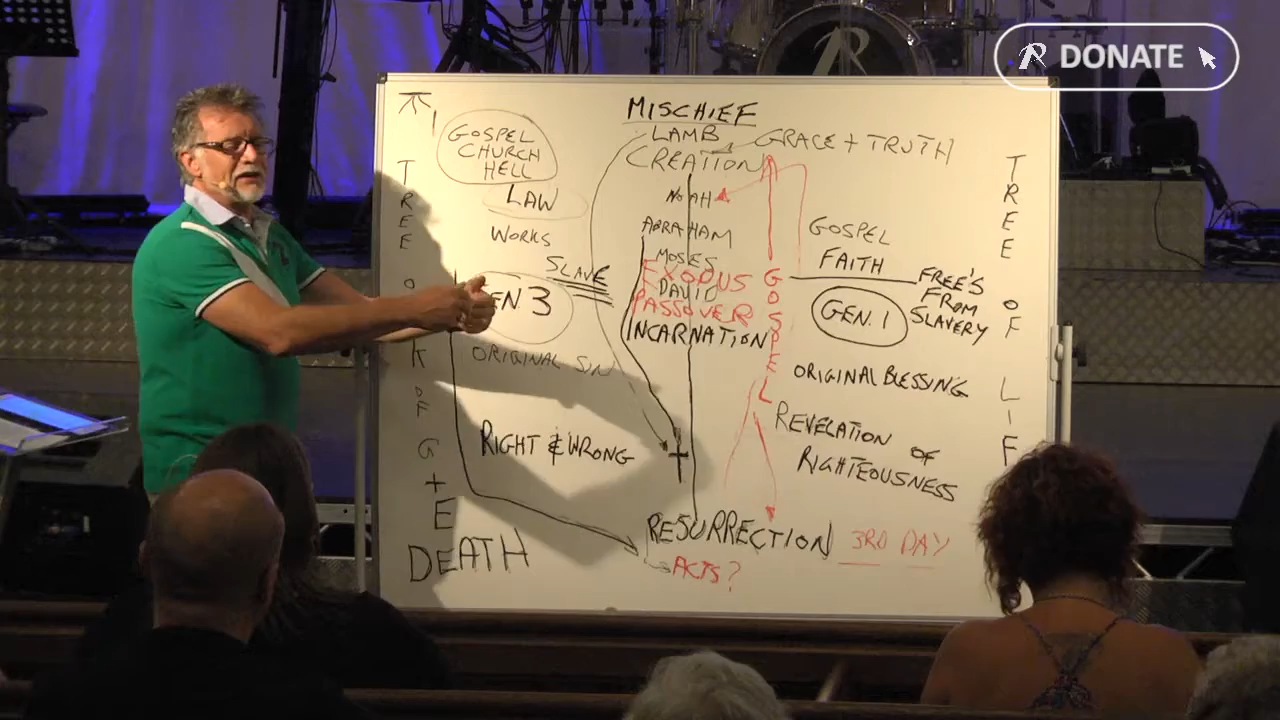 DONATE
MISCHIEF
LAMB
CREATION
GRACE + TRUTH
GOSPEL
CHURCH
HELL
LAW
WORKS
SLAVE
EN 3
ORIGINAL SIN
RIGHT & WRONG
TREE O
K OF G+E
DEATH
NOAH
ABRAHAM
MOSES
EXODUS
DAVID
PASSOVER
INCARNATION
GOSPEL
GOSPEL
FAITH
FREE'S
FROM
SLAVERY
GEN. 1
ORIGINAL BLESSING
REVELATION OF
RIGHTEOUSNESS
TREE OF LIF
RESURRECTION 3RD DAY
ACTS?